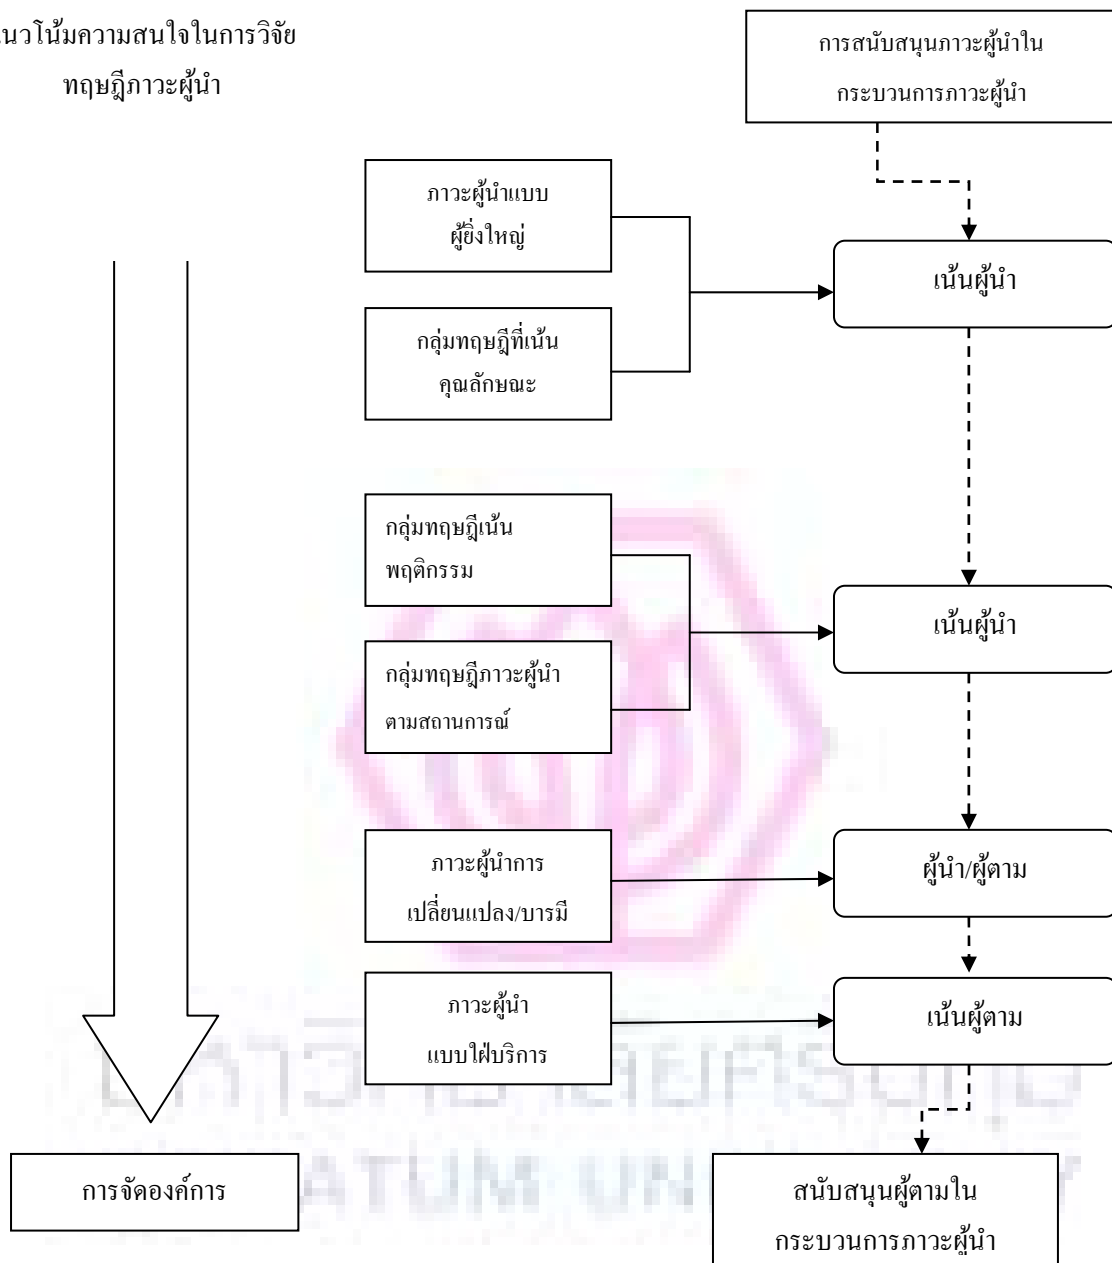 นวโน้มความสนใจในการวิจัย
ทฤษฎีภาวะผู้นำ
การสนับสนุนภาวะผู้นำใน
กระบวนการภาวะผู้นำ
ภาวะผู้นำแบบ
ผู้ยิ่งใหญ่
เน้นผู้นำ
กลุ่มทฤษฎีที่เน้น
คุณลักษณะ
กลุ่มทฤษฎีเน้น
พฤติกรรม
เน้นผู้นำ
กลุ่มทฤษฎีภาวะผู้นำ
ตามสถานการณ์
ภาวะผู้นำการ
เปลี่ยนแปลง/บารมี
ผู้นำ/ผู้ตาม
ภาวะผู้นำ
แบบใฝ่บริการ
เน้นผู้ตาม
การจัดองค์การ
สนับสนุนผู้ตามใน
กระบวนการภาวะผู้นำ